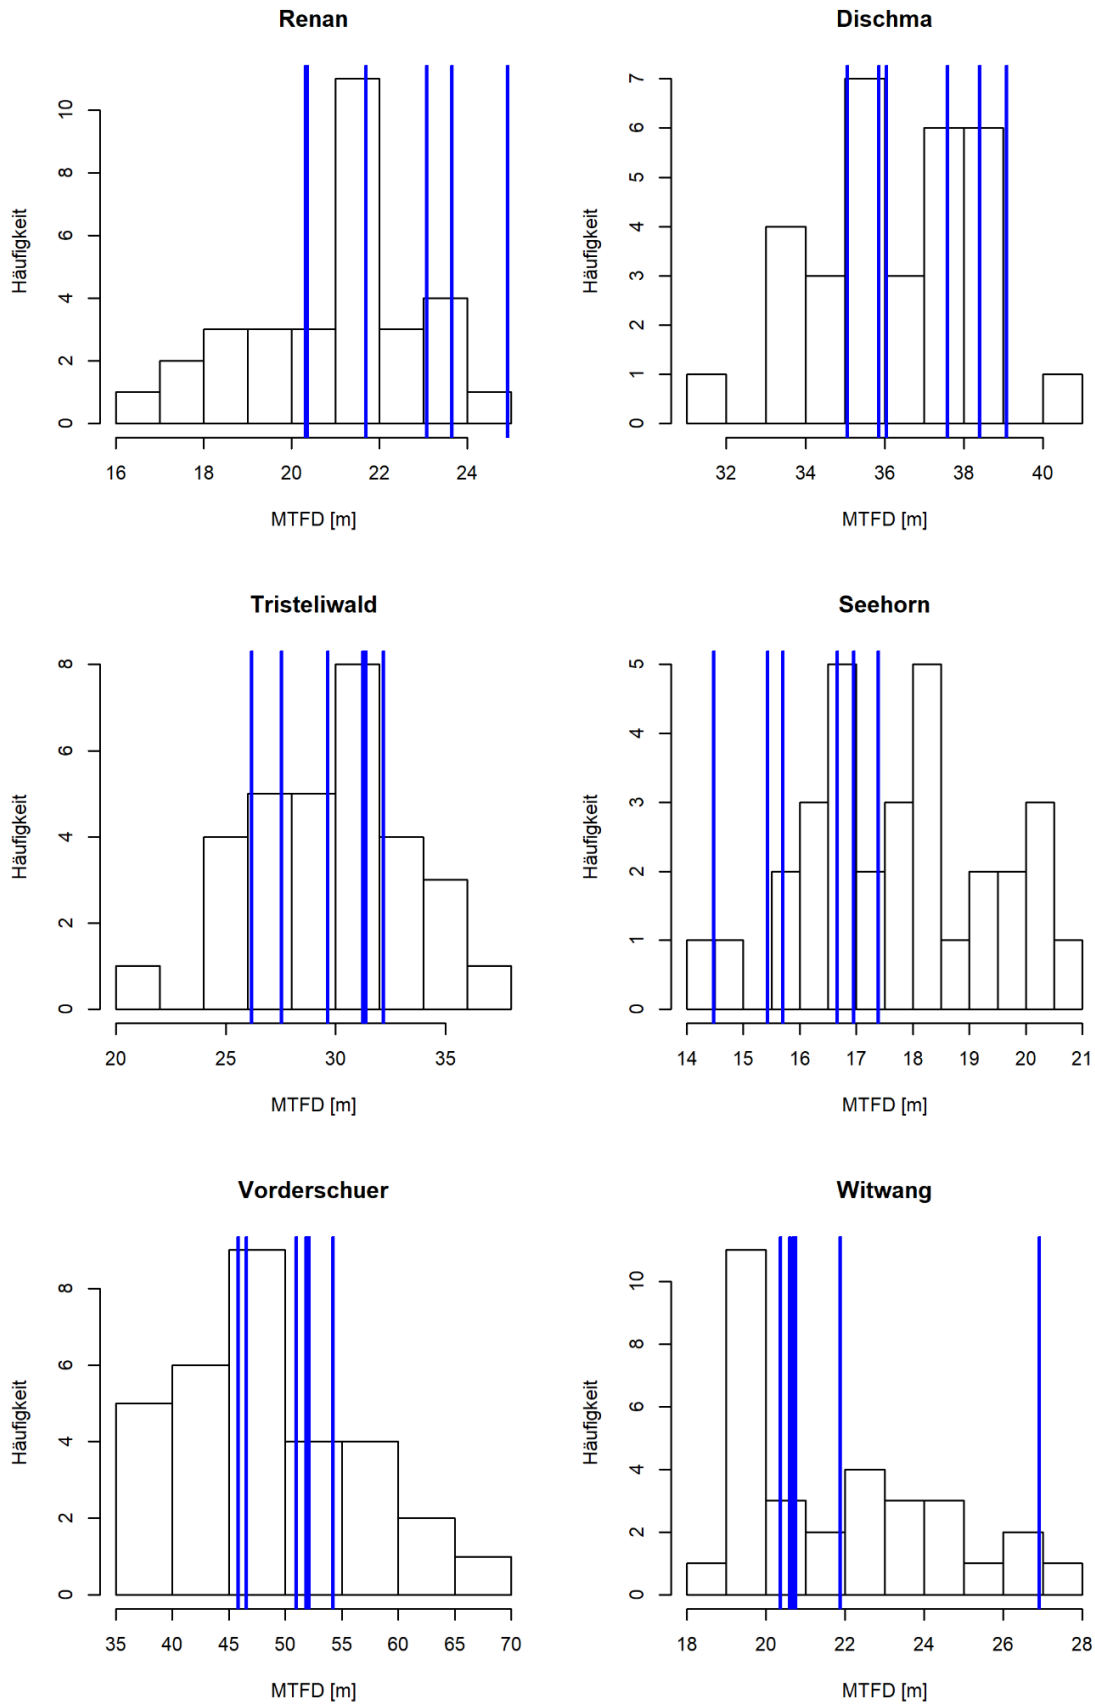 Renan
Häufigkeit
0 2 4 6 8 10
16 18 20 22 24
MTFD [m]
Dischma
Häufigkeit
0 1 2 3 4 5 6 7
32 34 36 38 40
MTFD [m]
Tristeliwald
Häufigkeit
0 2 4 6 8
20 25 30 35
MTFD [m]
Seehorn
Häufigkeit
0 1 2 3 4 5
14 15 16 17 18 19 20 21
MTFD [m]
Vorderschuer
Häufigkeit
0 2 4 6 8
35 40 45 50 55 60 65 70
MTFD [m]
Witwang
Häufigkeit
0 2 4 6 8 10
18 20 22 24 26 28
MTFD [m]